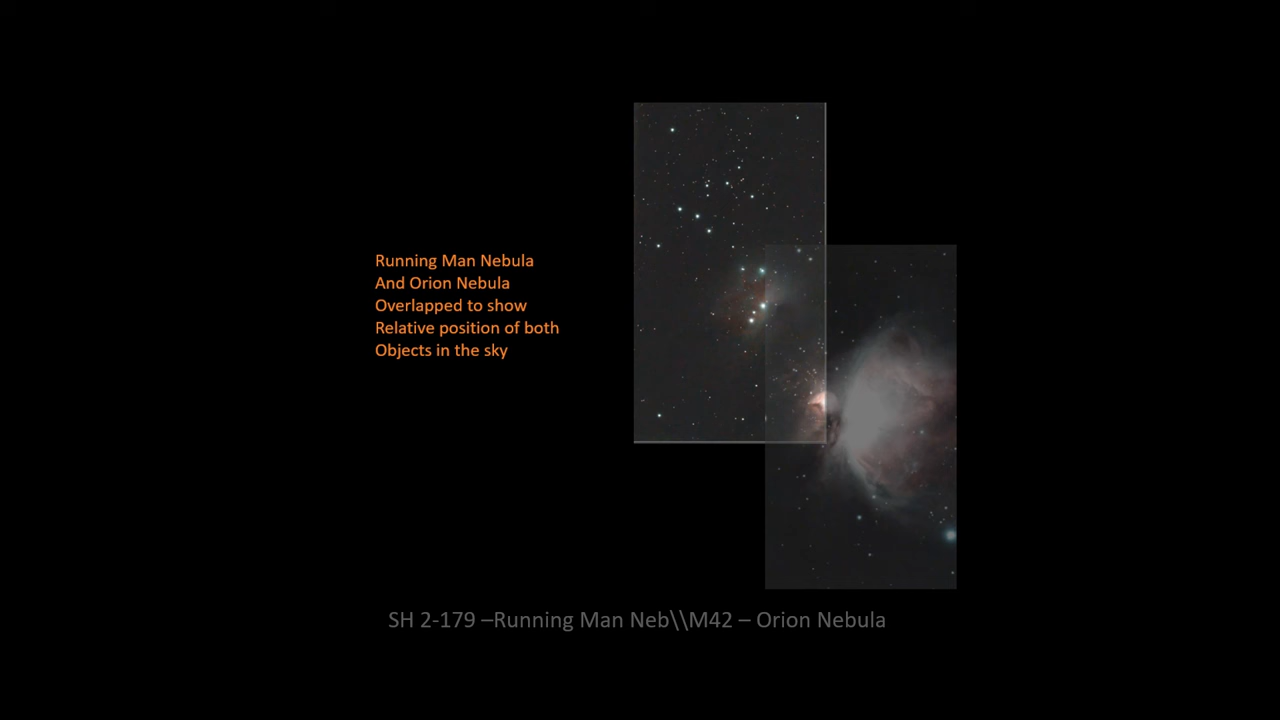 Running Man Nebula
And Orion Nebula
Overlapped to show
Relative position of both
Objects in the sky
SH 2-179 –Running Man Neb\\M42 – Orion Nebula